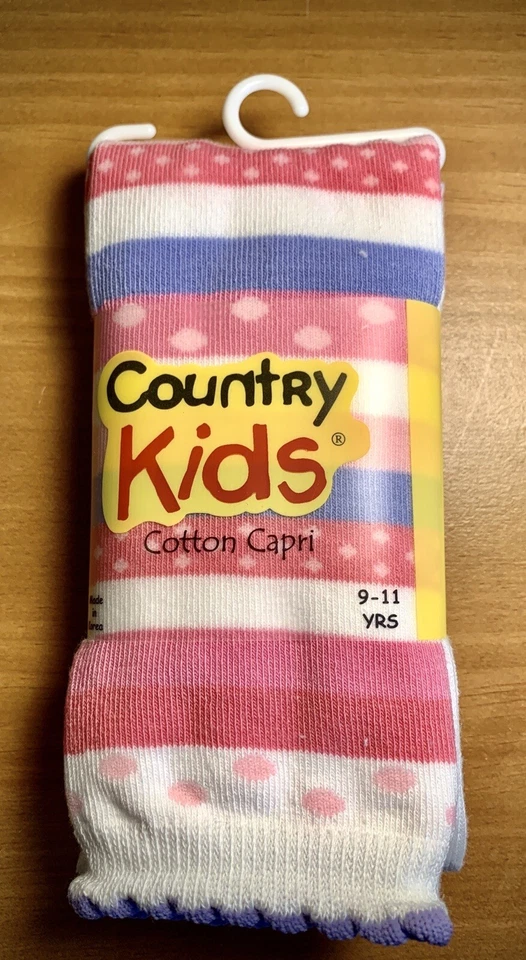 Country
Kids®
Cotton Capri
9-11
YRS
Made
in
Korea